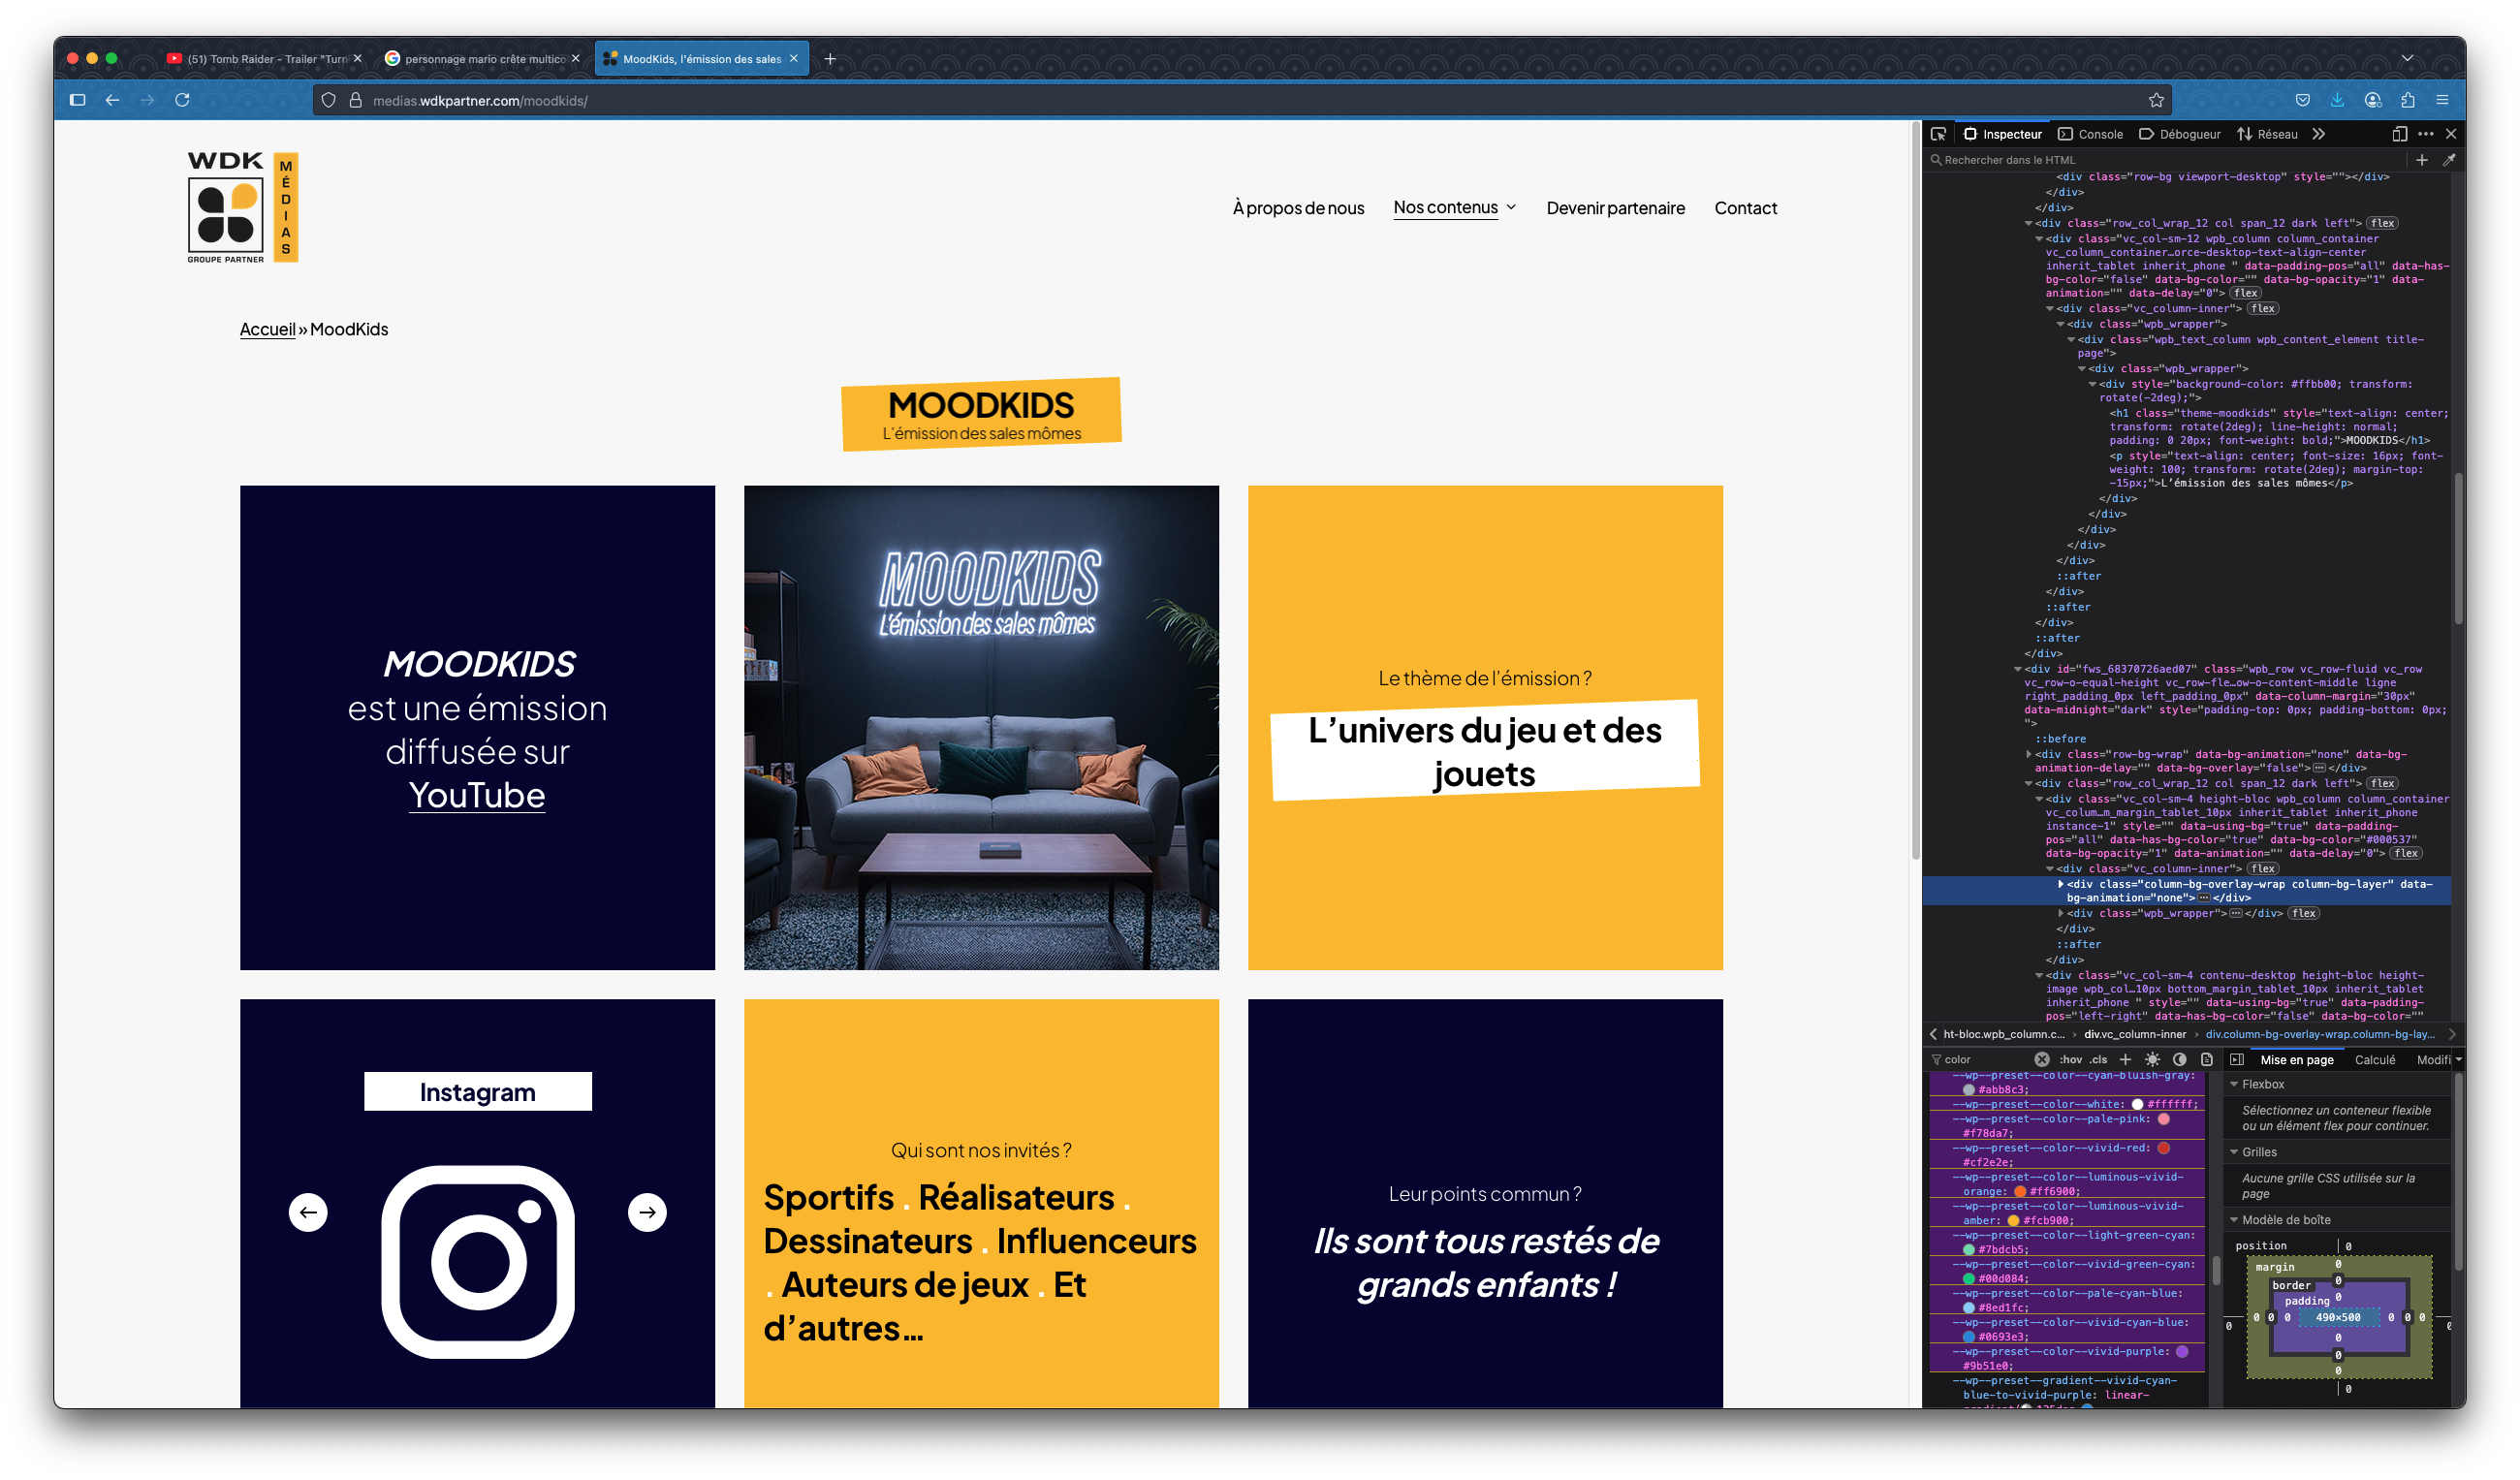 (51) Tomb Raider - Trailer "Turn
personnage mario crête multico
MoodKids, l'émission des sales
medias.wdkpartner.com/moodkids/
WDK
MÉDIAS
GROUPE PARTNER
À propos de nous
Nos contenus
Devenir partenaire
Contact
Accueil » MoodKids
MOODKIDS
L'émission des sales mômes
MOODKIDS
est une émission
diffusée sur
YouTube
MOODKIDS
L'émission des sales mômes
Le thème de l'émission ?
L'univers du jeu et des
jouets
Instagram
Qui sont nos invités ?
Sportifs . Réalisateurs .
Dessinateurs . Influenceurs
. Auteurs de jeux . Et
d'autres...
Leur points commun ?
Ils sont tous restés de
grands enfants !
Inspecteur
Console
Débogueur
Réseau
Rechercher dans le HTML
<div class="row-bg viewport-desktop" style=""></div>
</div>
</div>
<div class="row_col_wrap_12 col span_12 dark left"> flex
<div class="vc_col-sm-12 wpb_column column_container
vc_column_container…orce-desktop-text-align-center
inherit_tablet inherit_phone " data-padding-pos="all" data-has-
bg-color="false" data-bg-color="" data-bg-opacity="1" data-
animation="" data-delay="0"> flex
<div class="vc_column-inner"> flex
<div class="wpb_wrapper">
<div class="wpb_text_column wpb_content_element title-
page">
<div class="wpb_wrapper">
<div style="background-color: #ffbb00; transform:
rotate(-2deg);">
<h1 class="theme-moodkids" style="text-align: center;
transform: rotate(2deg); line-height: normal;
padding: 0 20px; font-weight: bold;">MOODKIDS</h1>
<p style="text-align: center; font-size: 16px; font-
weight: 100; transform: rotate(2deg); margin-top:
-15px;">L'émission des sales mômes</p>
</div>
</div>
</div>
</div>
</div>
::after
</div>
::after
</div>
::after
</div>
<div id="fws_68370726aed07" class="wpb_row vc_row-fluid vc_row
vc_row-o-equal-height vc_row-fle…ow-o-content-middle ligne
right_padding_0px left_padding_0px" data-column-margin="30px"
data-midnight="dark" style="padding-top: 0px; padding-bottom: 0px;
">
::before
<div class="row-bg-wrap" data-bg-animation="none" data-bg-
animation-delay="" data-bg-overlay="false">…</div>
<div class="row_col_wrap_12 col span_12 dark left"> flex
<div class="vc_col-sm-4 height-bloc wpb_column column_container
vc_colum…m_margin_tablet_10px inherit_tablet inherit_phone
instance-1" style="" data-using-bg="true" data-padding-
pos="all" data-has-bg-color="true" data-bg-color="#000537"
data-bg-opacity="1" data-animation="" data-delay="0"> flex
<div class="vc_column-inner"> flex
<div class="column-bg-overlay-wrap column-bg-layer" data-
bg-animation="none">…</div>
<div class="wpb_wrapper">…</div> flex
</div>
::after
</div>
<div class="vc_col-sm-4 contenu-desktop height-bloc height-
image wpb_col…10px bottom_margin_tablet_10px inherit_tablet
inherit_phone " style="" data-using-bg="true" data-padding-
pos="left-right" data-has-bg-color="false" data-bg-color=""
ht-bloc.wpb_column.c… › div.vc_column-inner › div.column-bg-overlay-wrap.column-bg-lay…
color
:hov .cls
Mise en page
Calculé
Modifi
--wp--preset--color--cyan-bluish-gray:
#abb8c3;
--wp--preset--color--white: #ffffff;
--wp--preset--color--pale-pink:
#f78da7;
--wp--preset--color--vivid-red:
#cf2e2e;
--wp--preset--color--luminous-vivid-
orange: #ff6900;
--wp--preset--color--luminous-vivid-
amber: #fcb900;
--wp--preset--color--light-green-cyan:
#7bdcb5;
--wp--preset--color--vivid-green-cyan:
#00d084;
--wp--preset--color--pale-cyan-blue:
#8ed1fc;
--wp--preset--color--vivid-cyan-blue:
#0693e3;
--wp--preset--color--vivid-purple:
#9b51e0;
--wp--preset--gradient--vivid-cyan-
blue-to-vivid-purple: linear-
Flexbox
Sélectionnez un conteneur flexible
ou un élément flex pour continuer.
Grilles
Aucune grille CSS utilisée sur la
page
Modèle de boîte
position 0
margin 0
border 0
padding 0
0 0 0 0 490×500 0 0 0 0
0
0
0
0